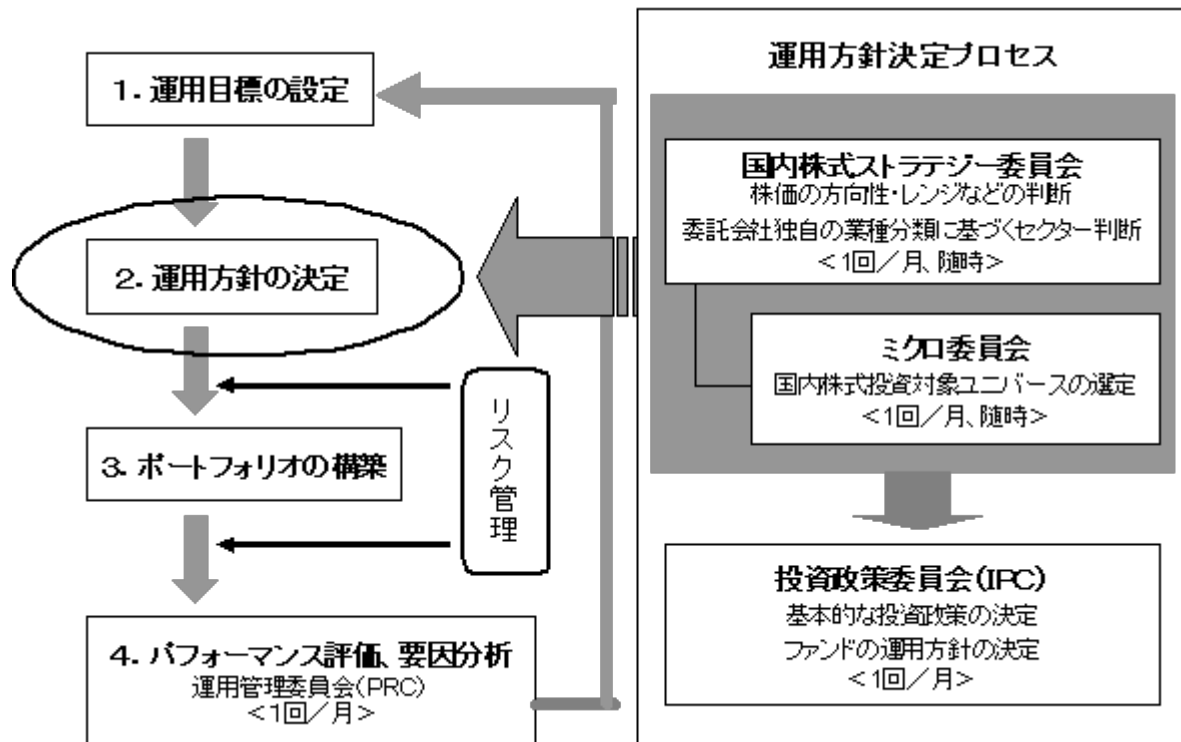 1. 運用目標の設定
2. 運用方針の決定
3. ポートフォリオの構築
リスク管理
4. パフォーマンス評価、要因分析
運用管理委員会(PRC)
<1回/月>
運用方針決定プロセス
国内株式ストラテジー委員会
株価の方向性・レンジなどの判断
委託会社独自の業種分類に基づくセクター判断
<1回/月、随時>
ミクロ委員会
国内株式投資対象ユニバースの選定
<1回/月、随時>
投資政策委員会(IPC)
基本的な投資政策の決定
ファンドの運用方針の決定
<1回/月>